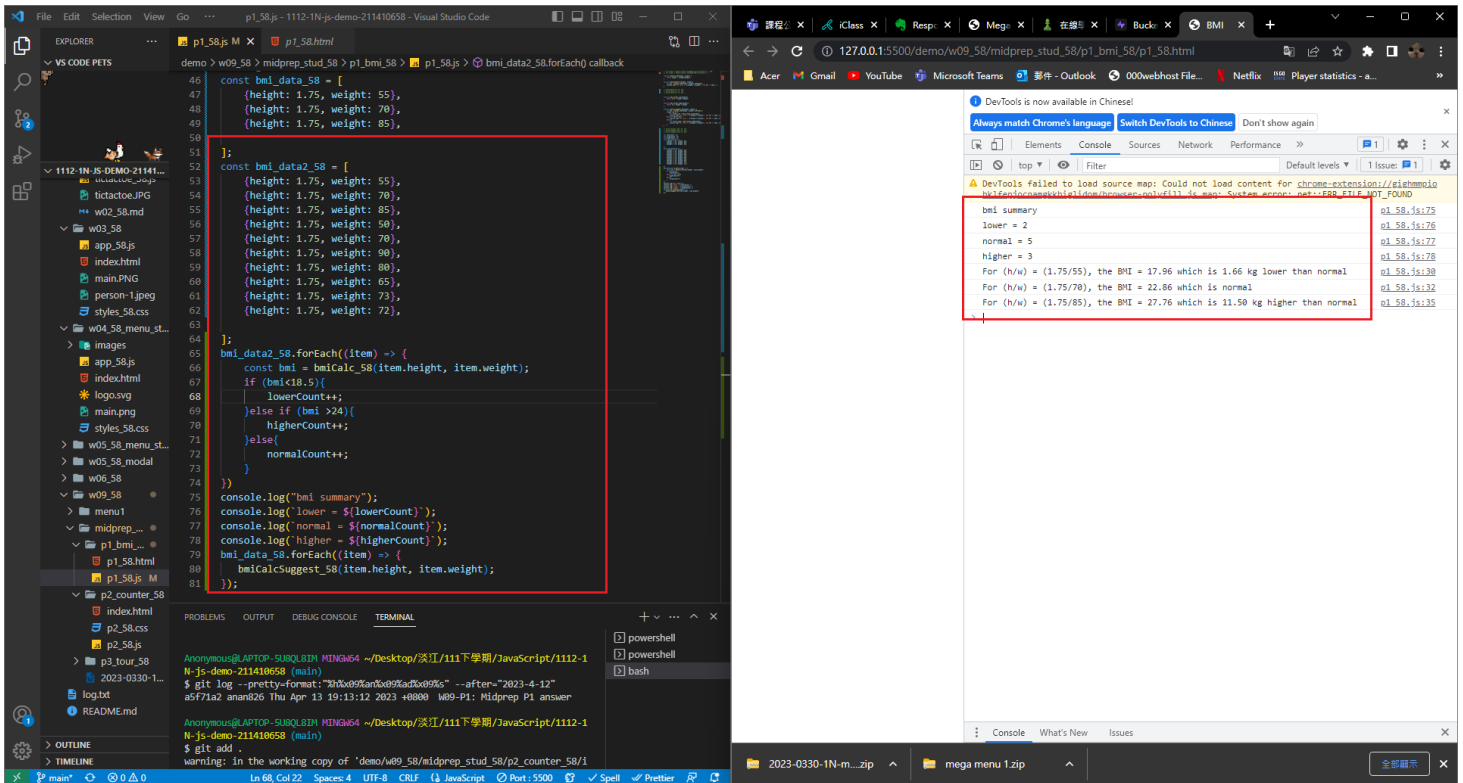 File Edit Selection View Go ··· p1_58.js - 1112-1N-js-demo-211410658 - Visual Studio Code
EXPLORER ···
VS CODE PETS
1112-1N-JS-DEMO-21141...
tictactoe_58.js
tictactoe.JPG
w02_58.md
w03_58
app_58.js
index.html
main.PNG
person-1.jpeg
styles_58.css
w04_58_menu_st...
images
app_58.js
index.html
logo.svg
main.png
styles_58.css
w05_58_menu_st...
w05_58_modal
w06_58
w09_58
menu1
midprep_...
p1_bmi_...
p1_58.html
p1_58.js M
p2_counter_58
index.html
p2_58.css
p2_58.js
p3_tour_58
2023-0330-1...
log.txt
README.md
OUTLINE
TIMELINE
p1_58.js M p1_58.html
demo > w09_58 > midprep_stud_58 > p1_bmi_58 > p1_58.js > bmi_data2_58.forEach() callback
46 const bmi_data_58 = [
47 {height: 1.75, weight: 55},
48 {height: 1.75, weight: 70},
49 {height: 1.75, weight: 85},
50
51 ];
52 const bmi_data2_58 = [
53 {height: 1.75, weight: 55},
54 {height: 1.75, weight: 70},
55 {height: 1.75, weight: 85},
56 {height: 1.75, weight: 50},
57 {height: 1.75, weight: 70},
58 {height: 1.75, weight: 90},
59 {height: 1.75, weight: 80},
60 {height: 1.75, weight: 65},
61 {height: 1.75, weight: 73},
62 {height: 1.75, weight: 72},
63
64 ];
65 bmi_data2_58.forEach((item) => {
66 const bmi = bmiCalc_58(item.height, item.weight);
67 if (bmi<18.5){
68 lowerCount++;
69 }else if (bmi >24){
70 higherCount++;
71 }else{
72 normalCount++;
73 }
74 })
75 console.log("bmi summary");
76 console.log(`lower = ${lowerCount}`);
77 console.log(`normal = ${normalCount}`);
78 console.log(`higher = ${higherCount}`);
79 bmi_data_58.forEach((item) => {
80 bmiCalcSuggest_58(item.height, item.weight);
81 });
PROBLEMS OUTPUT DEBUG CONSOLE TERMINAL
powershell
powershell
bash
Anonymous@LAPTOP-5U8QL8IM MINGW64 ~/Desktop/淡江/111下學期/JavaScript/1112-1
N-js-demo-211410658 (main)
$ git log --pretty=format:"%h%x09%an%x09%ad%x09%s" --after="2023-4-12"
a5f71a2 anan826 Thu Apr 13 19:13:12 2023 +0800 W09-P1: Midprep P1 answer
Anonymous@LAPTOP-5U8QL8IM MINGW64 ~/Desktop/淡江/111下學期/JavaScript/1112-1
N-js-demo-211410658 (main)
$ git add .
warning: in the working copy of 'demo/w09_58/midprep_stud_58/p2_counter_58/i
main* 0 0 Ln 68, Col 22 Spaces: 4 UTF-8 CRLF JavaScript Port : 5500 Spell Prettier
課程公 iClass Respo Mega 在線 Bucke BMI
127.0.0.1:5500/demo/w09_58/midprep_stud_58/p1_bmi_58/p1_58.html
Acer Gmail YouTube Microsoft Teams 郵件 - Outlook 000webhost File... Netflix Player statistics - a... »
DevTools is now available in Chinese!
Always match Chrome's language Switch DevTools to Chinese Don't show again
Elements Console Sources Network Performance » 1
top Filter Default levels 1 Issue: 1
DevTools failed to load source map: Could not load content for chrome-extension://gighmmpio
bklfepjocnamgkkbiglidom/browser-polyfill.js.map: System error: net::ERR_FILE_NOT_FOUND
bmi summary p1_58.js:75
lower = 2 p1_58.js:76
normal = 5 p1_58.js:77
higher = 3 p1_58.js:78
For (h/w) = (1.75/55), the BMI = 17.96 which is 1.66 kg lower than normal p1_58.js:30
For (h/w) = (1.75/70), the BMI = 22.86 which is normal p1_58.js:32
For (h/w) = (1.75/85), the BMI = 27.76 which is 11.50 kg higher than normal p1_58.js:35
Console What's New Issues
2023-0330-1N-m....zip mega menu 1.zip 全部顯示